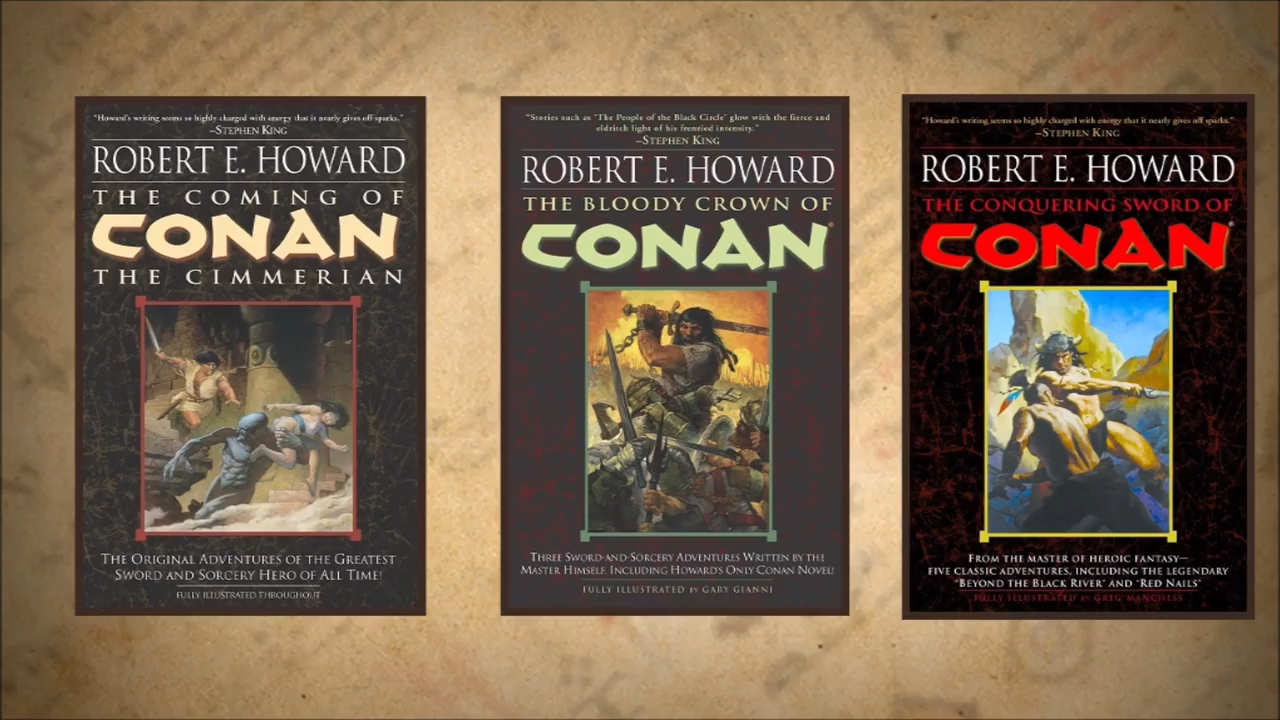 "Howard's writing seems so highly charged with energy that it nearly gives off sparks."
–STEPHEN KING
ROBERT E. HOWARD
THE COMING OF
CONAN
THE CIMMERIAN
THE ORIGINAL ADVENTURES OF THE GREATEST
SWORD AND SORCERY HERO OF ALL TIME!
FULLY ILLUSTRATED THROUGHOUT
"Stories such as 'The People of the Black Circle' glow with the fierce and
eldritch light of his frenzied intensity."
–STEPHEN KING
ROBERT E. HOWARD
THE BLOODY CROWN OF
CONAN®
THREE SWORD-AND-SORCERY ADVENTURES WRITTEN BY THE
MASTER HIMSELF, INCLUDING HOWARD'S ONLY CONAN NOVEL!
FULLY ILLUSTRATED BY GARY GIANNI
"Howard's writing seems so highly charged with energy that it nearly gives off sparks."
–STEPHEN KING
ROBERT E. HOWARD
THE CONQUERING SWORD OF
CONAN®
FROM THE MASTER OF HEROIC FANTASY—
FIVE CLASSIC ADVENTURES, INCLUDING THE LEGENDARY
"BEYOND THE BLACK RIVER" AND "RED NAILS"
FULLY ILLUSTRATED BY GREG MANCHESS